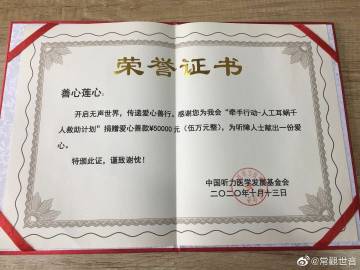 荣誉证书
善心莲心:
开启无声世界,传递爱心善行。感谢您为我会“牵手行动-人工耳蜗千
人救助计划”捐赠爱心善款¥50000元(伍万元整),为听障人士献出一份爱
心。
特颁此证,谨致谢忱!
中国听力医学发展基金会
二〇二〇年十月十三日
@常觀世音